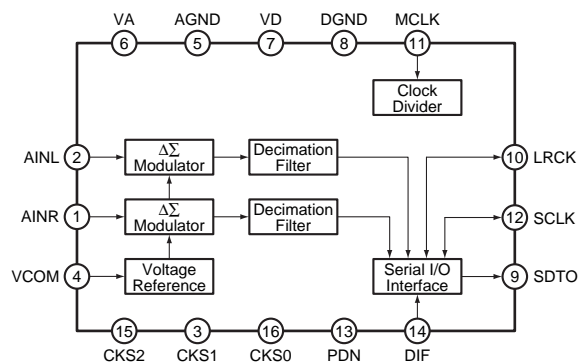 VA AGND VD DGND MCLK
6 5 7 8 11
Clock
Divider
AINL 2 ΔΣ
Modulator Decimation
Filter 10 LRCK
AINR 1 ΔΣ
Modulator Decimation
Filter 12 SCLK
VCOM 4 Voltage
Reference Serial I/O
Interface 9 SDTO
15 3 16 13 14
CKS2 CKS1 CKS0 PDN DIF